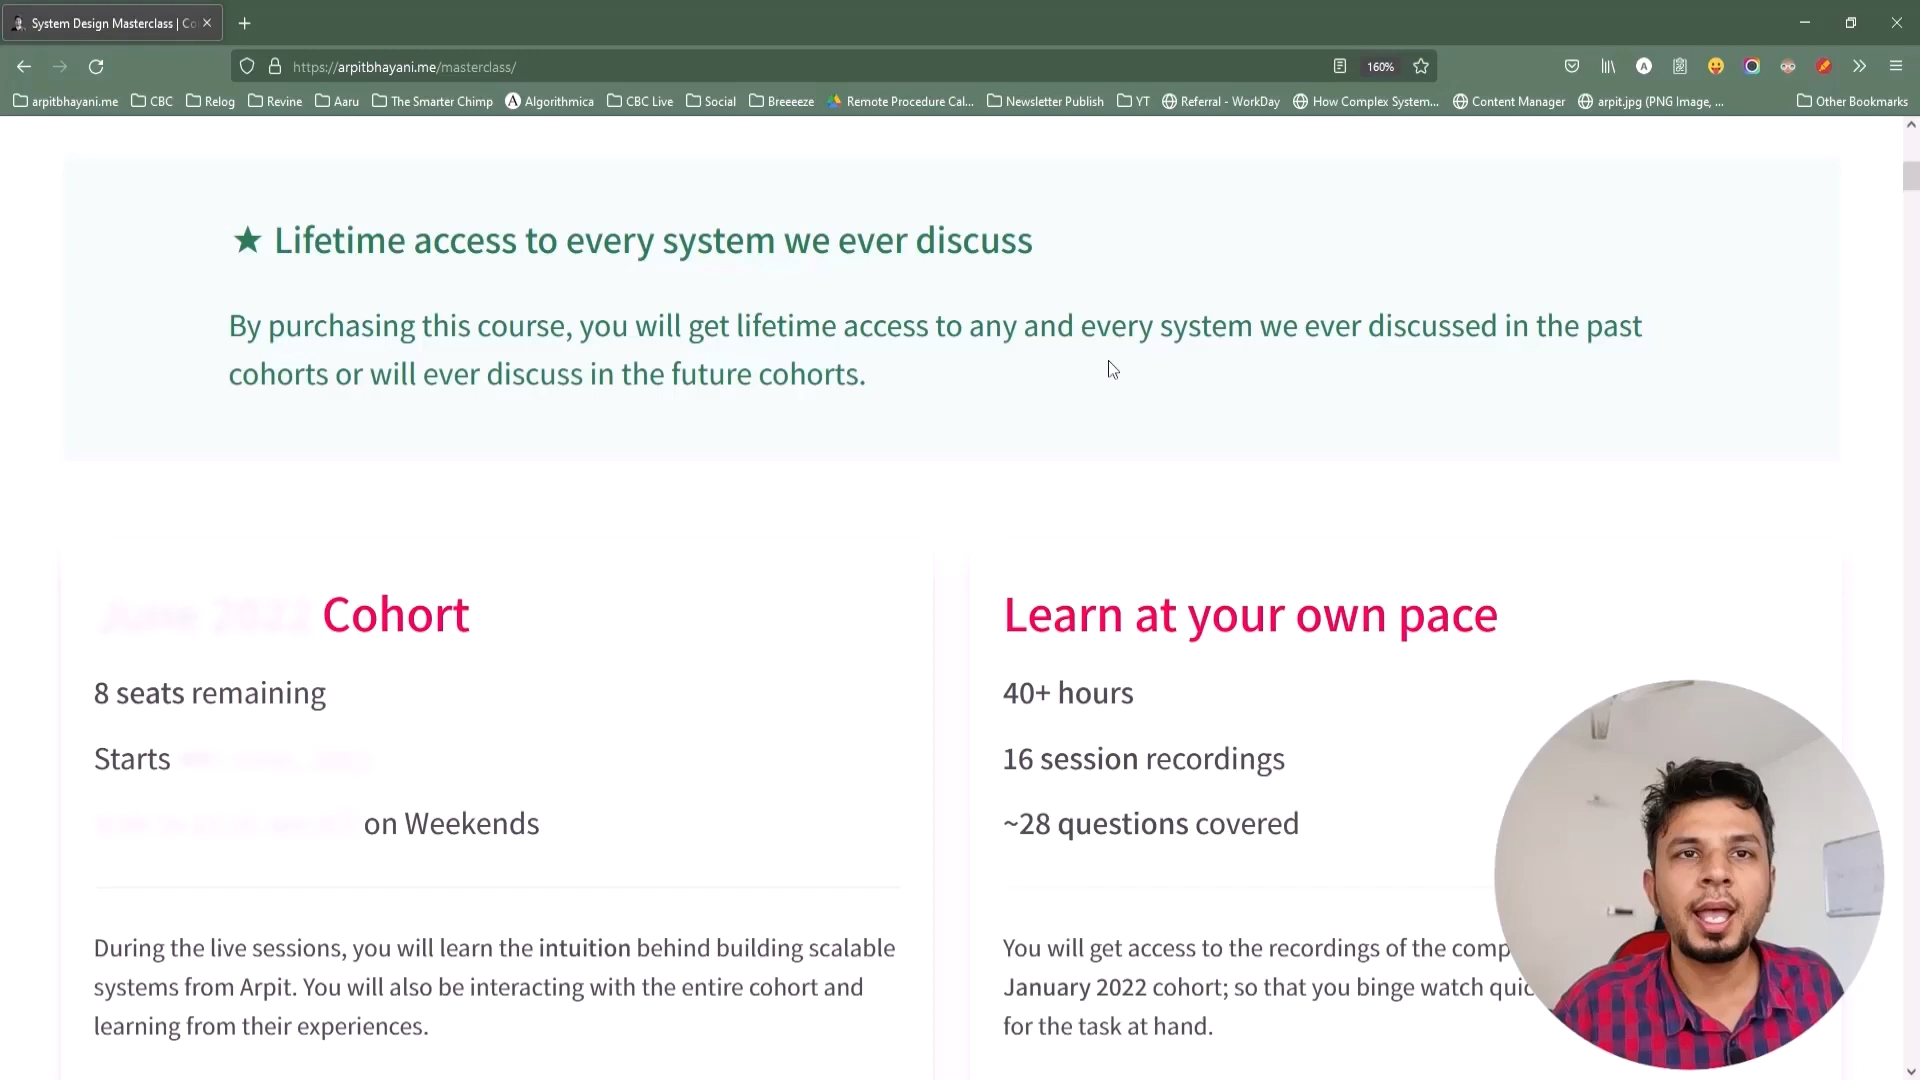 System Design Masterclass | Co
https://arpitbhayani.me/masterclass/
160%
arpitbhayani.me CBC Relog Revine Aaru The Smarter Chimp Algorithmica CBC Live Social Breeeeze Remote Procedure Cal... Newsletter Publish YT Referral - WorkDay How Complex System... Content Manager arpit.jpg (PNG Image, ... Other Bookmarks
★ Lifetime access to every system we ever discuss
By purchasing this course, you will get lifetime access to any and every system we ever discussed in the past
cohorts or will ever discuss in the future cohorts.
June 2022 Cohort
8 seats remaining
Starts
on Weekends
During the live sessions, you will learn the intuition behind building scalable
systems from Arpit. You will also be interacting with the entire cohort and
learning from their experiences.
Learn at your own pace
40+ hours
16 session recordings
~28 questions covered
You will get access to the recordings of the comp
January 2022 cohort; so that you binge watch quic
for the task at hand.